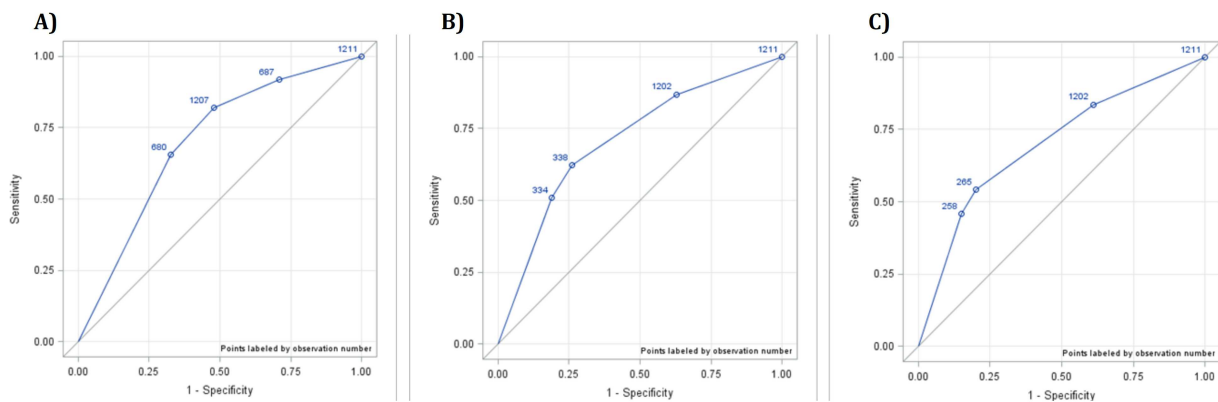 A)
1.00
0.75
0.50
0.25
0.00
Sensitivity
1211
687
1207
680
Points labeled by observation number
0.00 0.25 0.50 0.75 1.00
1 - Specificity
B)
1.00
0.75
0.50
0.25
0.00
Sensitivity
1211
1202
338
334
Points labeled by observation number
0.00 0.25 0.50 0.75 1.00
1 - Specificity
C)
1.00
0.75
0.50
0.25
0.00
Sensitivity
1211
1202
265
258
Points labeled by observation number
0.00 0.25 0.50 0.75 1.00
1 - Specificity